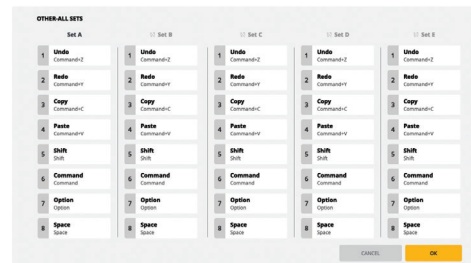 OTHER-ALL SETS
Set A
Set B
Set C
Set D
Set E
1 Undo
Command+Z
1 Undo
Command+Z
1 Undo
Command+Z
1 Undo
Command+Z
1 Undo
Command+Z
2 Redo
Command+Y
2 Redo
Command+Y
2 Redo
Command+Y
2 Redo
Command+Y
2 Redo
Command+Y
3 Copy
Command+C
3 Copy
Command+C
3 Copy
Command+C
3 Copy
Command+C
3 Copy
Command+C
4 Paste
Command+V
4 Paste
Command+V
4 Paste
Command+V
4 Paste
Command+V
4 Paste
Command+V
5 Shift
Shift
5 Shift
Shift
5 Shift
Shift
5 Shift
Shift
5 Shift
Shift
6 Command
Command
6 Command
Command
6 Command
Command
6 Command
Command
6 Command
Command
7 Option
Option
7 Option
Option
7 Option
Option
7 Option
Option
7 Option
Option
8 Space
Space
8 Space
Space
8 Space
Space
8 Space
Space
8 Space
Space
CANCEL
OK